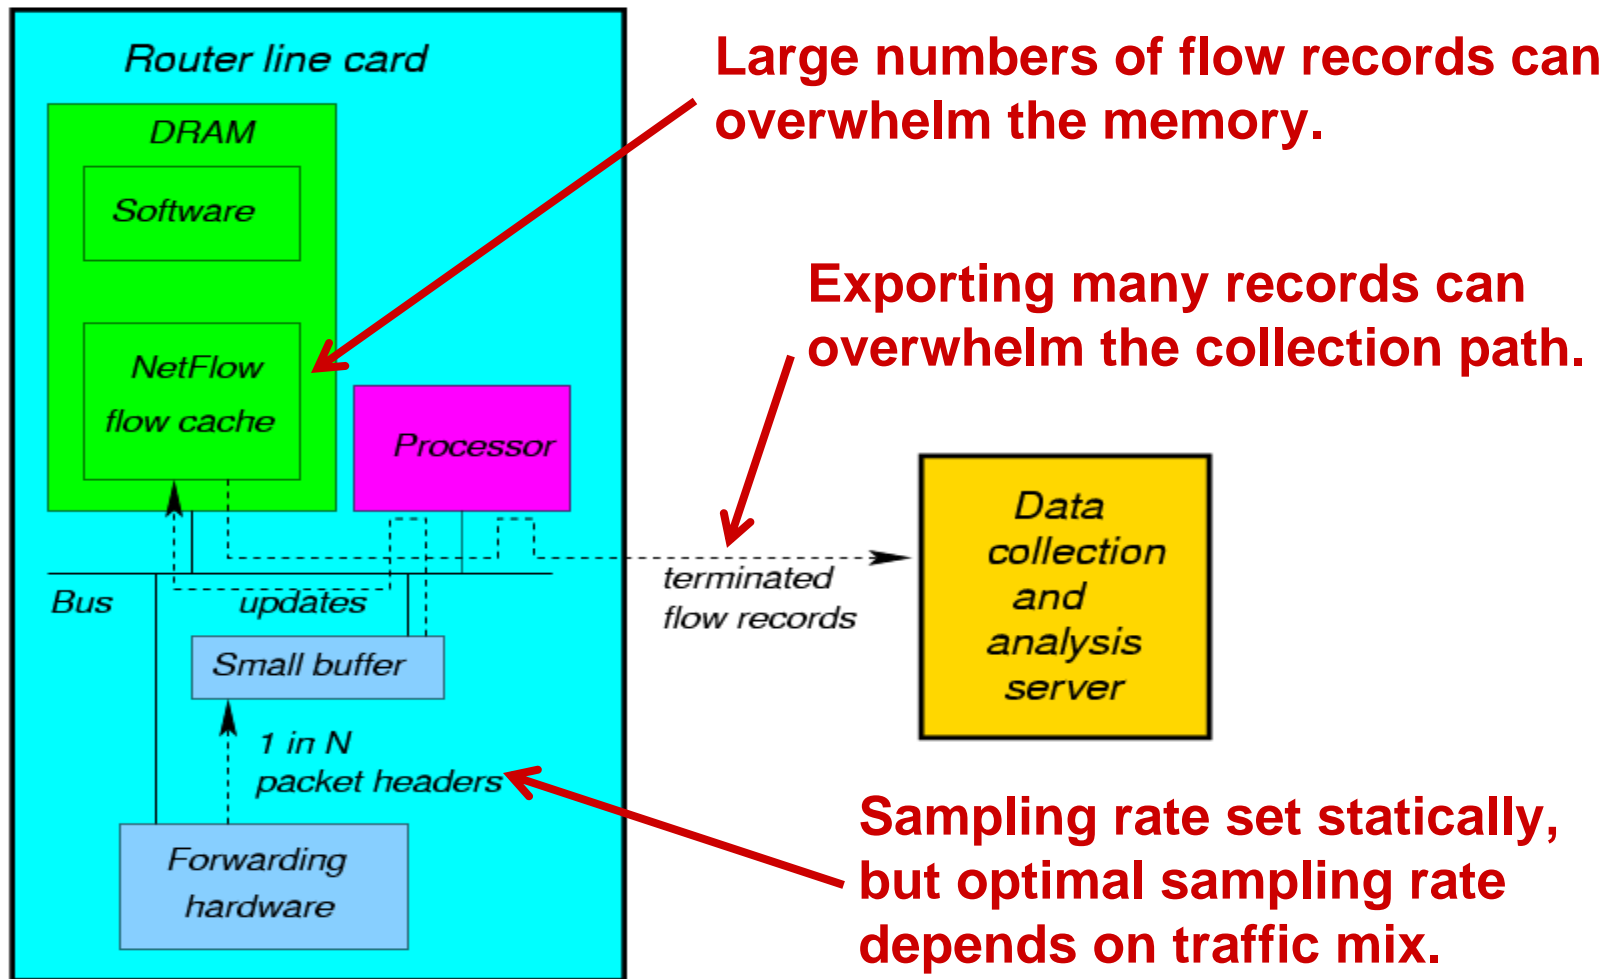 Router line card
DRAM
Software
NetFlow
flow cache
Processor
Bus
updates
Small buffer
1 in N
packet headers
Forwarding
hardware
terminated
flow records
Data
collection
and
analysis
server
Large numbers of flow records can
overwhelm the memory.
Exporting many records can
overwhelm the collection path.
Sampling rate set statically,
but optimal sampling rate
depends on traffic mix.